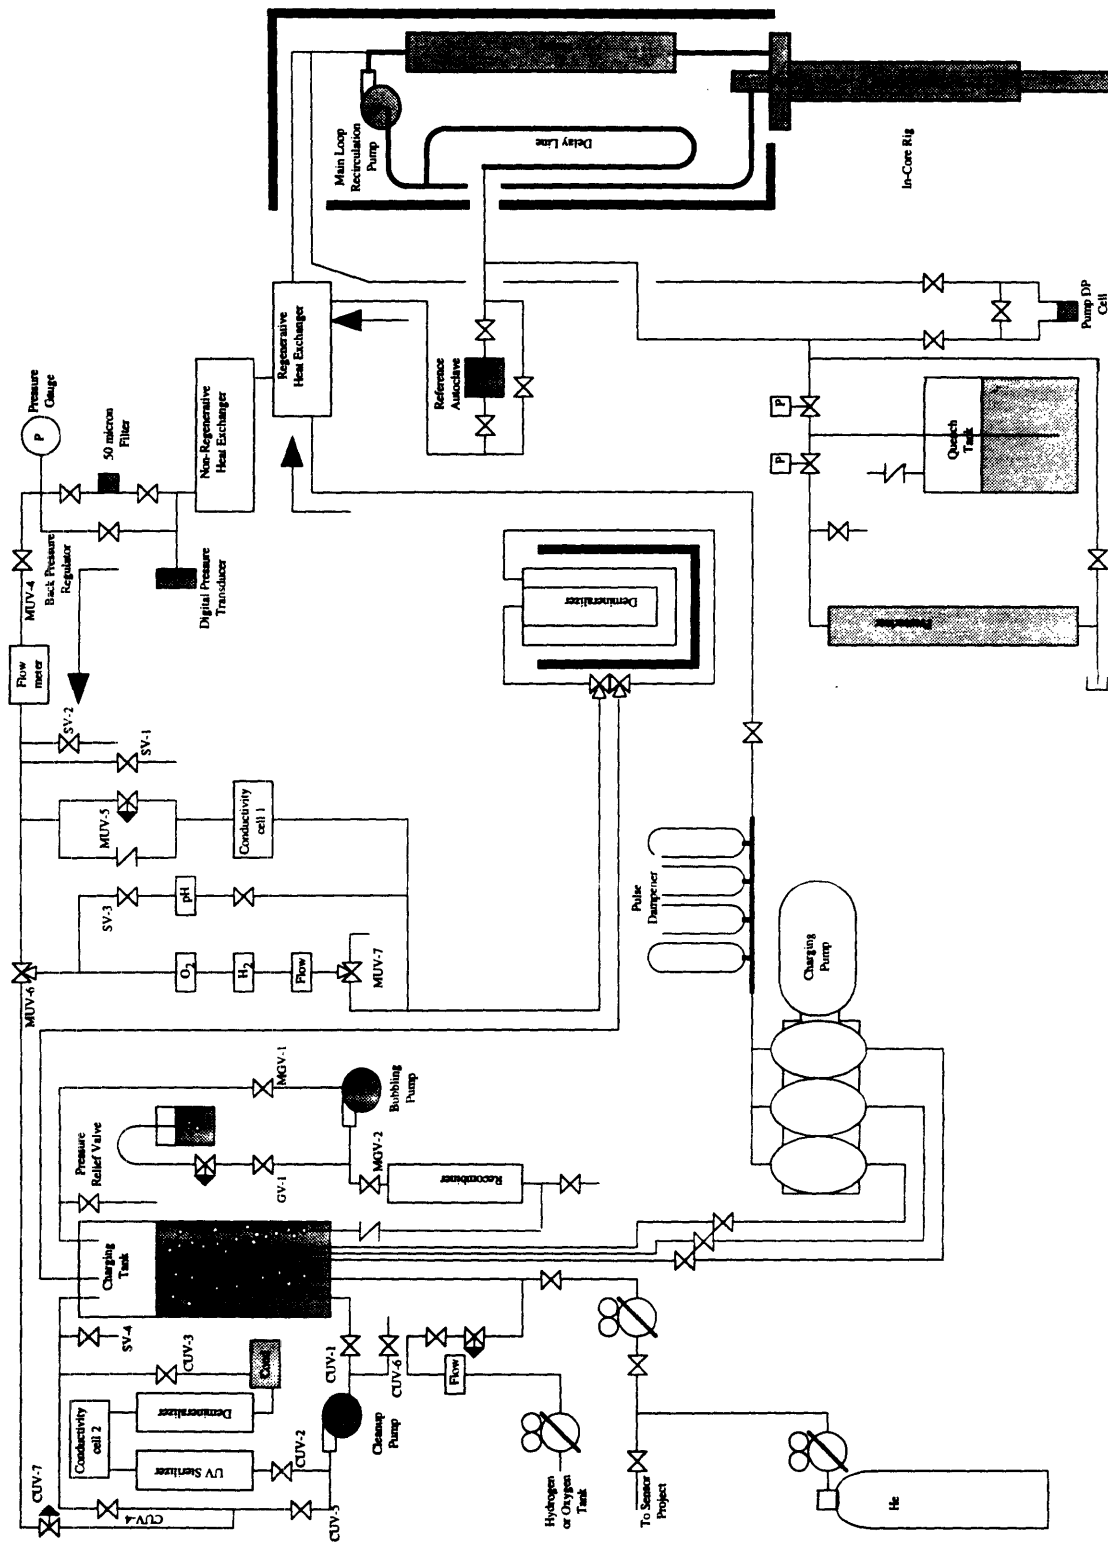 Main Loop
Recirculation
Pump
Delay Line
In-Core Rig
Regenerative
Heat Exchanger
Non-Regenerative
Heat Exchanger
Pressure
Gauge
P
50 micron
Filter
Back Pressure
Regulator
Digital Pressure
Transducer
MUV-4
Flow
meter
Reference
Autoclave
Pump DP
Cell
P
P
Quench
Tank
Demineralizer
SV-2
SV-1
MUV-5
Conductivity
cell 1
SV-3
pH
O2
H2
Flow
MUV-7
MUV-6
Pulse
Dampener
Charging
Pump
MGV-1
Bubbling
Pump
Pressure
Relief Valve
GV-1
MGV-2
Recombiner
Charging
Tank
SV-4
CUV-3
Cond
Demineralizer
Conductivity
cell 2
UV Sterilizer
CUV-2
CUV-1
CUV-6
Cleanup
Pump
CUV-7
CUV-4
CUV-5
Flow
Hydrogen
or Oxygen
Tank
To Sensor
Project
He